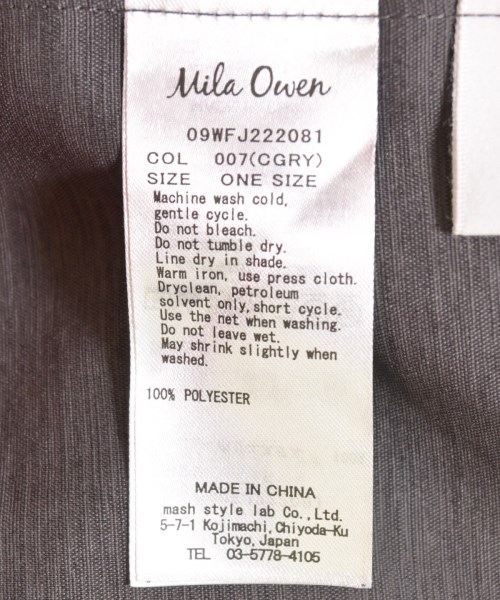 Mila Owen
09WFJ222081
COL 007(CGRY)
SIZE ONE SIZE
Machine wash cold,
gentle cycle.
Do not bleach.
Do not tumble dry.
Line dry in shade.
Warm iron, use press cloth.
Dryclean, petroleum
solvent only,short cycle.
Use the net when washing.
Do not leave wet.
May shrink slightly when
washed.
100% POLYESTER
MADE IN CHINA
mash style lab Co.,Ltd.
5-7-1 Kojimachi,Chiyoda-Ku
Tokyo,Japan
TEL 03-5778-4105